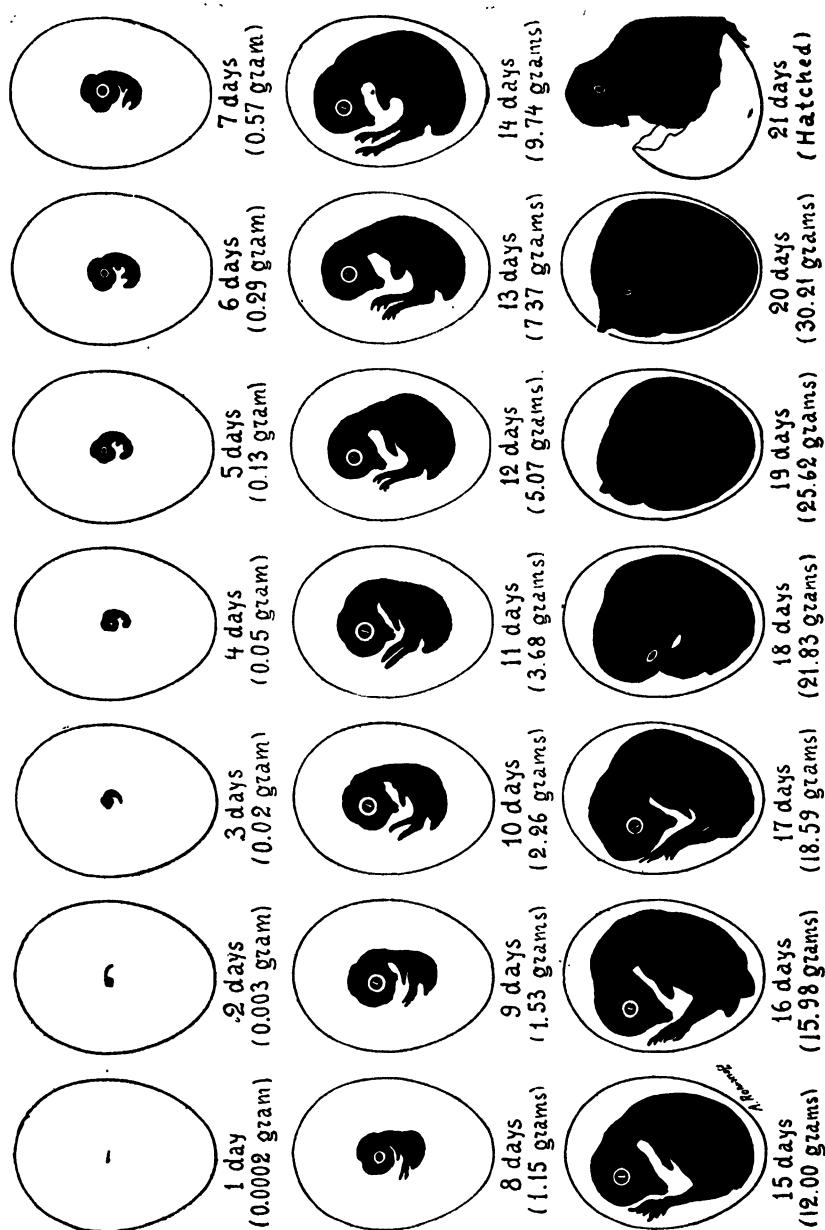 1 day
(0.0002 gram)
2 days
(0.003 gram)
3 days
(0.02 gram)
4 days
(0.05 gram)
5 days
(0.13 gram)
6 days
(0.29 gram)
7 days
(0.57 gram)
8 days
(1.15 grams)
9 days
(1.53 grams)
10 days
(2.26 grams)
11 days
(3.68 grams)
12 days
(5.07 grams).
13 days
(7 37 grams)
14 days
(9.74 grams)
15 days
(12.00 grams)
16 days
(15.98 grams)
17 days
(18.59 grams)
18 days
(21.83 grams)
19 days
(25.62 grams)
20 days
(30.21 grams)
21 days
(Hatched)